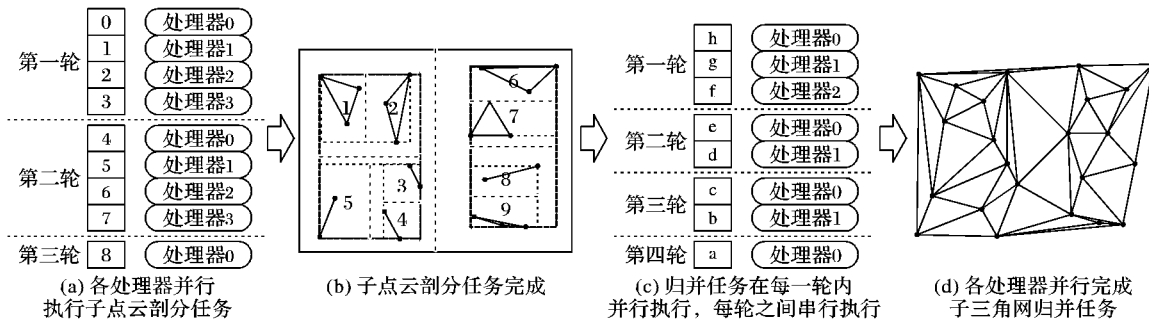 第一轮
0 处理器0
1 处理器1
2 处理器2
3 处理器3
第二轮
4 处理器0
5 处理器1
6 处理器2
7 处理器3
第三轮 8 处理器0
(a) 各处理器并行
执行子点云剖分任务
1
2
3
4
5
6
7
8
9
(b) 子点云剖分任务完成
第一轮
h 处理器0
g 处理器1
f 处理器2
第二轮
e 处理器0
d 处理器1
第三轮
c 处理器0
b 处理器1
第四轮 a 处理器0
(c) 归并任务在每一轮内
并行执行，每轮之间串行执行
(d) 各处理器并行完成
子三角网归并任务